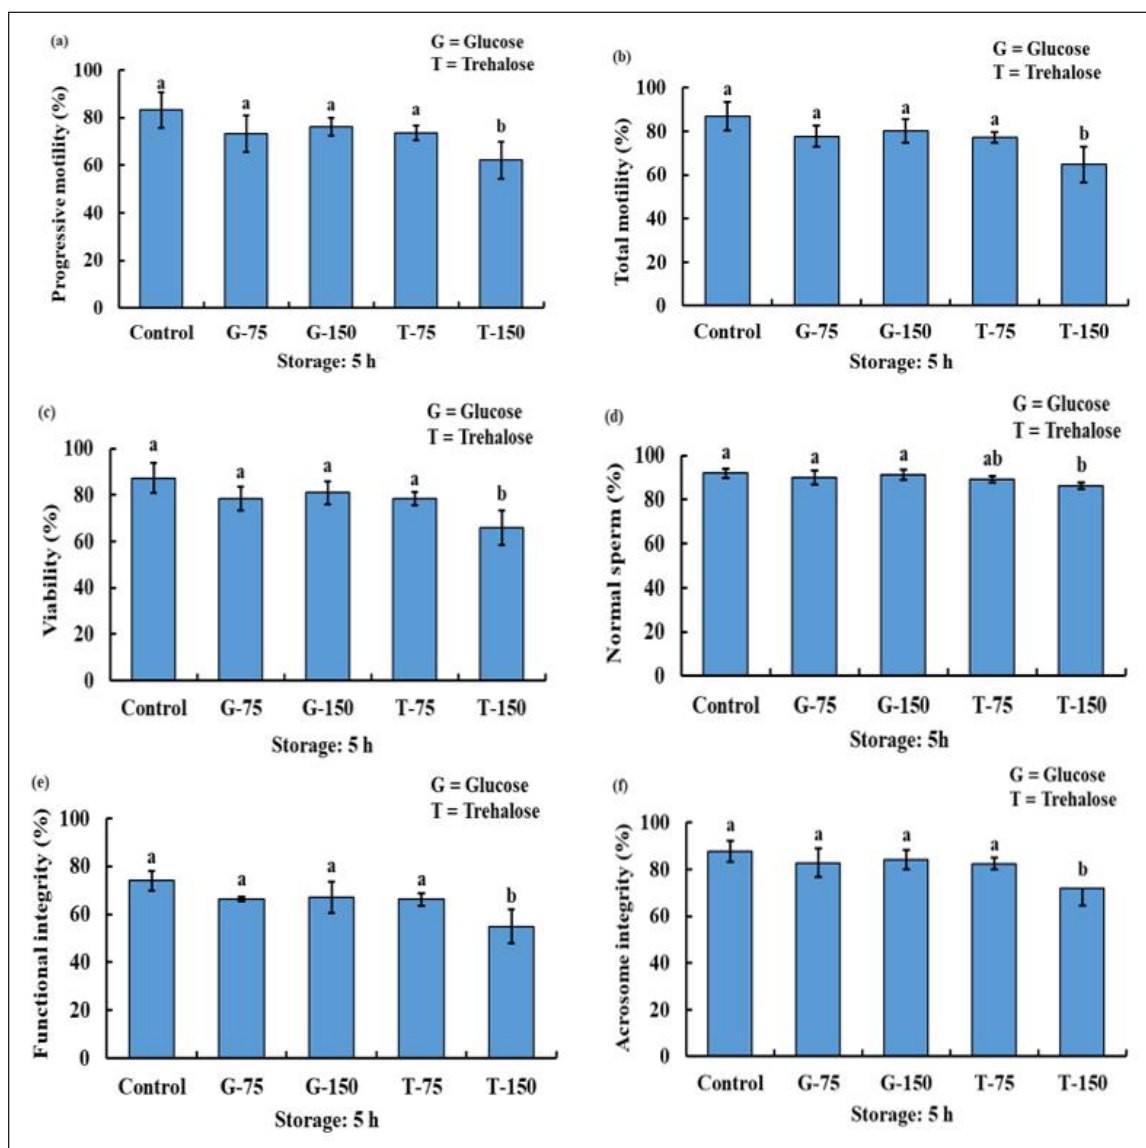 (a)
G = Glucose
T = Trehalose
Progressive motility (%)
100
80
60
40
20
0
a
a
a
a
b
Control G-75 G-150 T-75 T-150
Storage: 5 h
(b)
G = Glucose
T = Trehalose
Total motility (%)
100
80
60
40
20
0
a
a
a
a
b
Control G-75 G-150 T-75 T-150
Storage: 5 h
(c)
G = Glucose
T = Trehalose
Viability (%)
100
80
60
40
20
0
a
a
a
a
b
Control G-75 G-150 T-75 T-150
Storage: 5 h
(d)
G = Glucose
T = Trehalose
Normal sperm (%)
100
80
60
40
20
0
a
a
a
ab
b
Control G-75 G-150 T-75 T-150
Storage: 5h
(e)
G = Glucose
T = Trehalose
Functional integrity (%)
100
80
60
40
20
0
a
a
a
a
b
Control G-75 G-150 T-75 T-150
Storage: 5 h
(f)
G = Glucose
T = Trehalose
Acrosome integrity (%)
100
80
60
40
20
0
a
a
a
a
b
Control G-75 G-150 T-75 T-150
Storage: 5 h